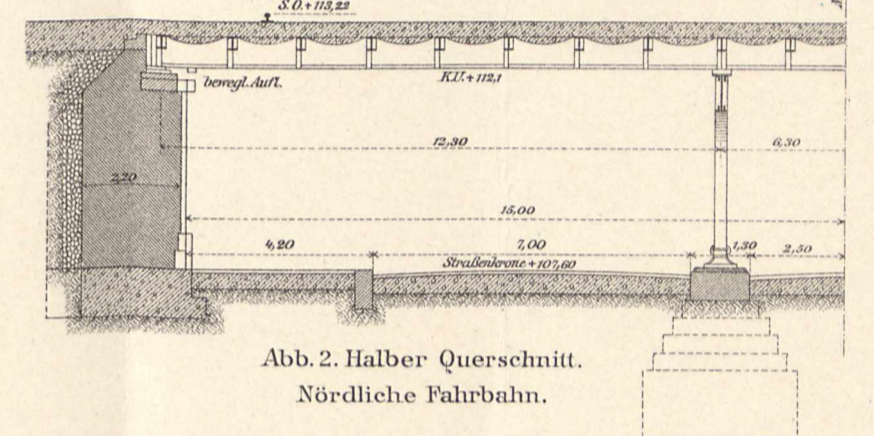 S.O.+113,22
bewegl. Aufl.
K.U.+112,1
12,30
6,30
2,20
15,00
4,20
7,00
1,30
2,50
Straßenkrone+107,60
Abb. 2. Halber Querschnitt.
Nördliche Fahrbahn.